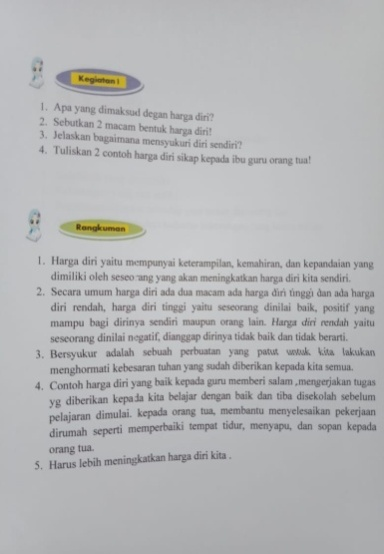 Kegiatan 1
1. Apa yang dimaksud degan harga diri?
2. Sebutkan 2 macam bentuk harga diri!
3. Jelaskan bagaimana mensyukuri diri sendiri?
4. Tuliskan 2 contoh harga diri sikap kepada ibu guru orang tua!
Rangkuman
1. Harga diri yaitu mempunyai keterampilan, kemahiran, dan kepandaian yang
dimiliki oleh seseorang yang akan meningkatkan harga diri kita sendiri.
2. Secara umum harga diri ada dua macam ada harga diri tinggi dan ada harga
diri rendah, harga diri tinggi yaitu seseorang dinilai baik, positif yang
mampu bagi dirinya sendiri maupun orang lain. Harga diri rendah yaitu
seseorang dinilai negatif, dianggap dirinya tidak baik dan tidak berarti.
3. Bersyukur adalah sebuah perbuatan yang patut untuk kita lakukan
menghormati kebesaran tuhan yang sudah diberikan kepada kita semua.
4. Contoh harga diri yang baik kepada guru memberi salam ,mengerjakan tugas
yg diberikan kepada kita belajar dengan baik dan tiba disekolah sebelum
pelajaran dimulai. kepada orang tua, membantu menyelesaikan pekerjaan
dirumah seperti memperbaiki tempat tidur, menyapu, dan sopan kepada
orang tua.
5. Harus lebih meningkatkan harga diri kita .